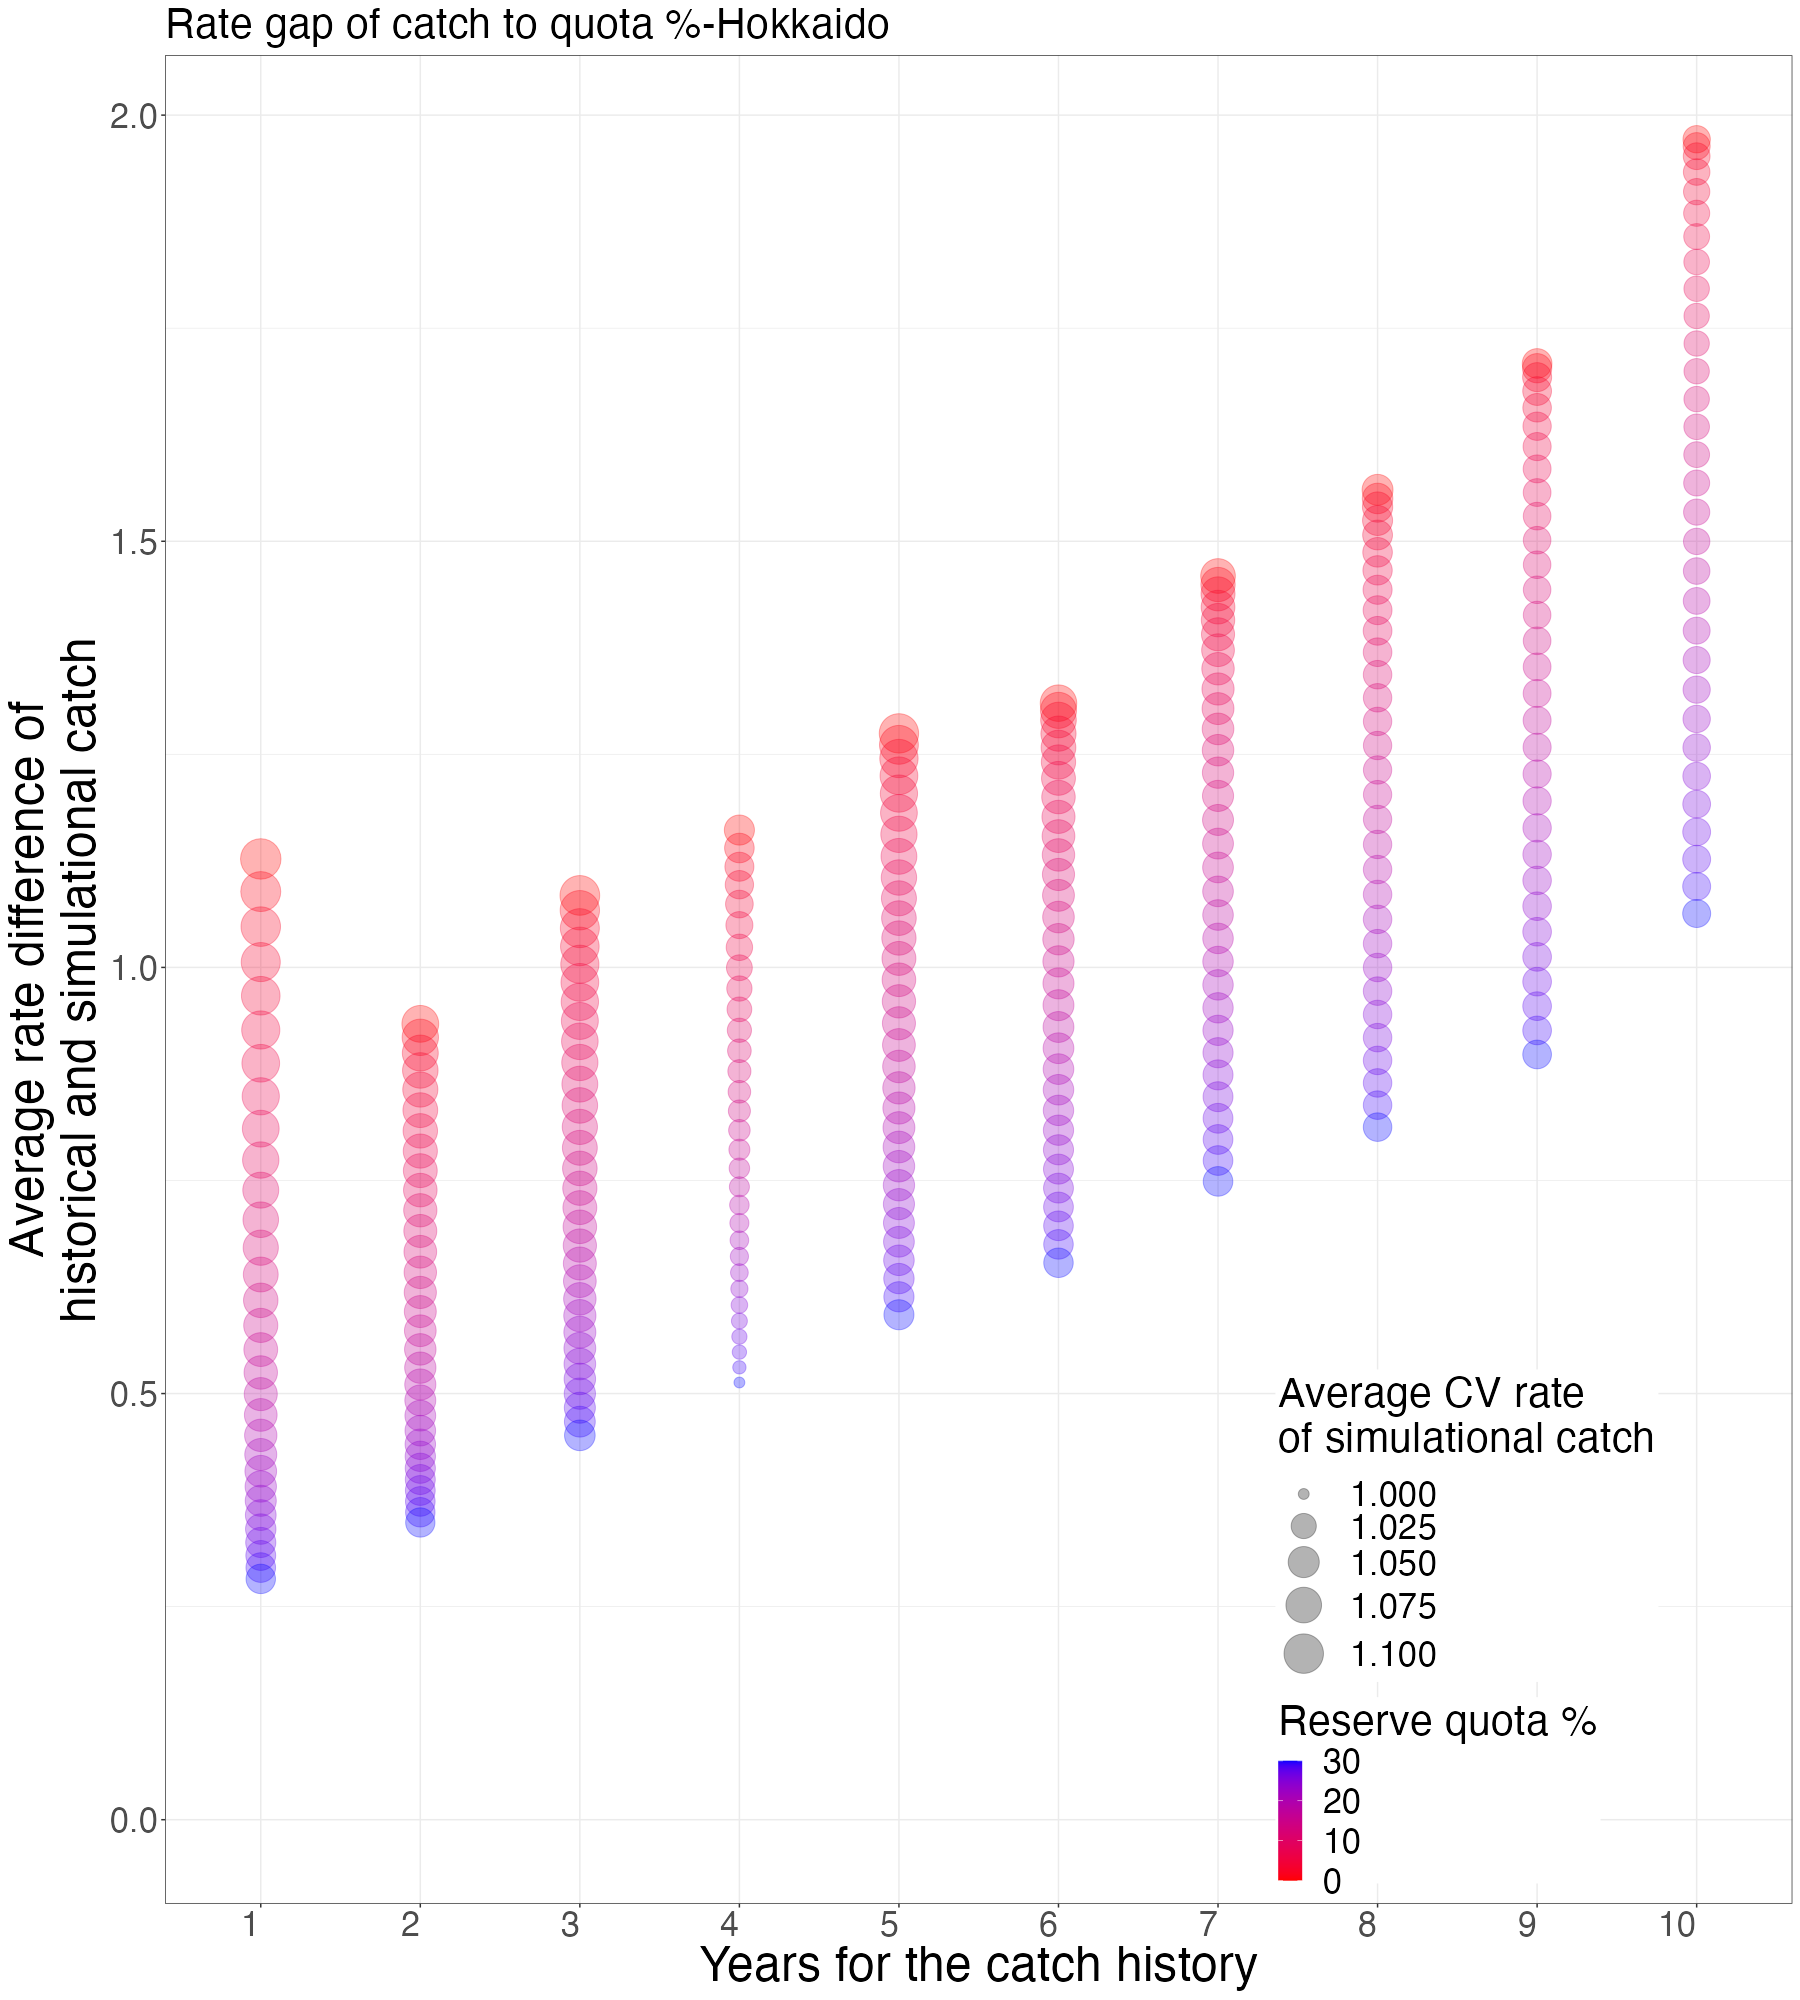 Rate gap of catch to quota %-Hokkaido
2.0
1.5
1.0
0.5
0.0
Average rate difference of
historical and simulational catch
1 2 3 4 5 6 7 8 9 10
Years for the catch history
Average CV rate
of simulational catch
1.000
1.025
1.050
1.075
1.100
Reserve quota %
30
20
10
0